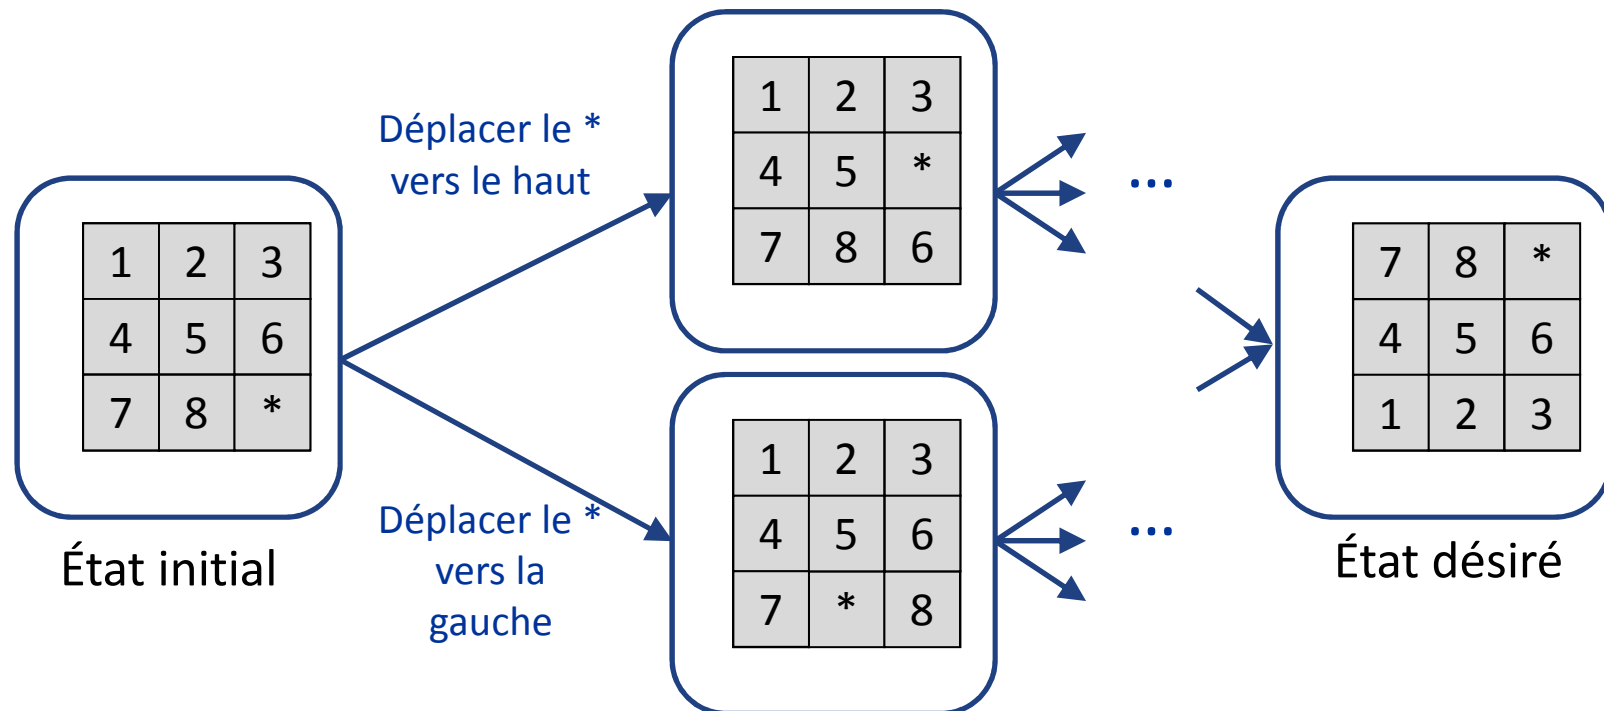 1 2 3
4 5 6
7 8 *
État initial
Déplacer le *
vers le haut
Déplacer le *
vers la
gauche
1 2 3
4 5 *
7 8 6
...
1 2 3
4 5 6
7 * 8
...
7 8 *
4 5 6
1 2 3
État désiré